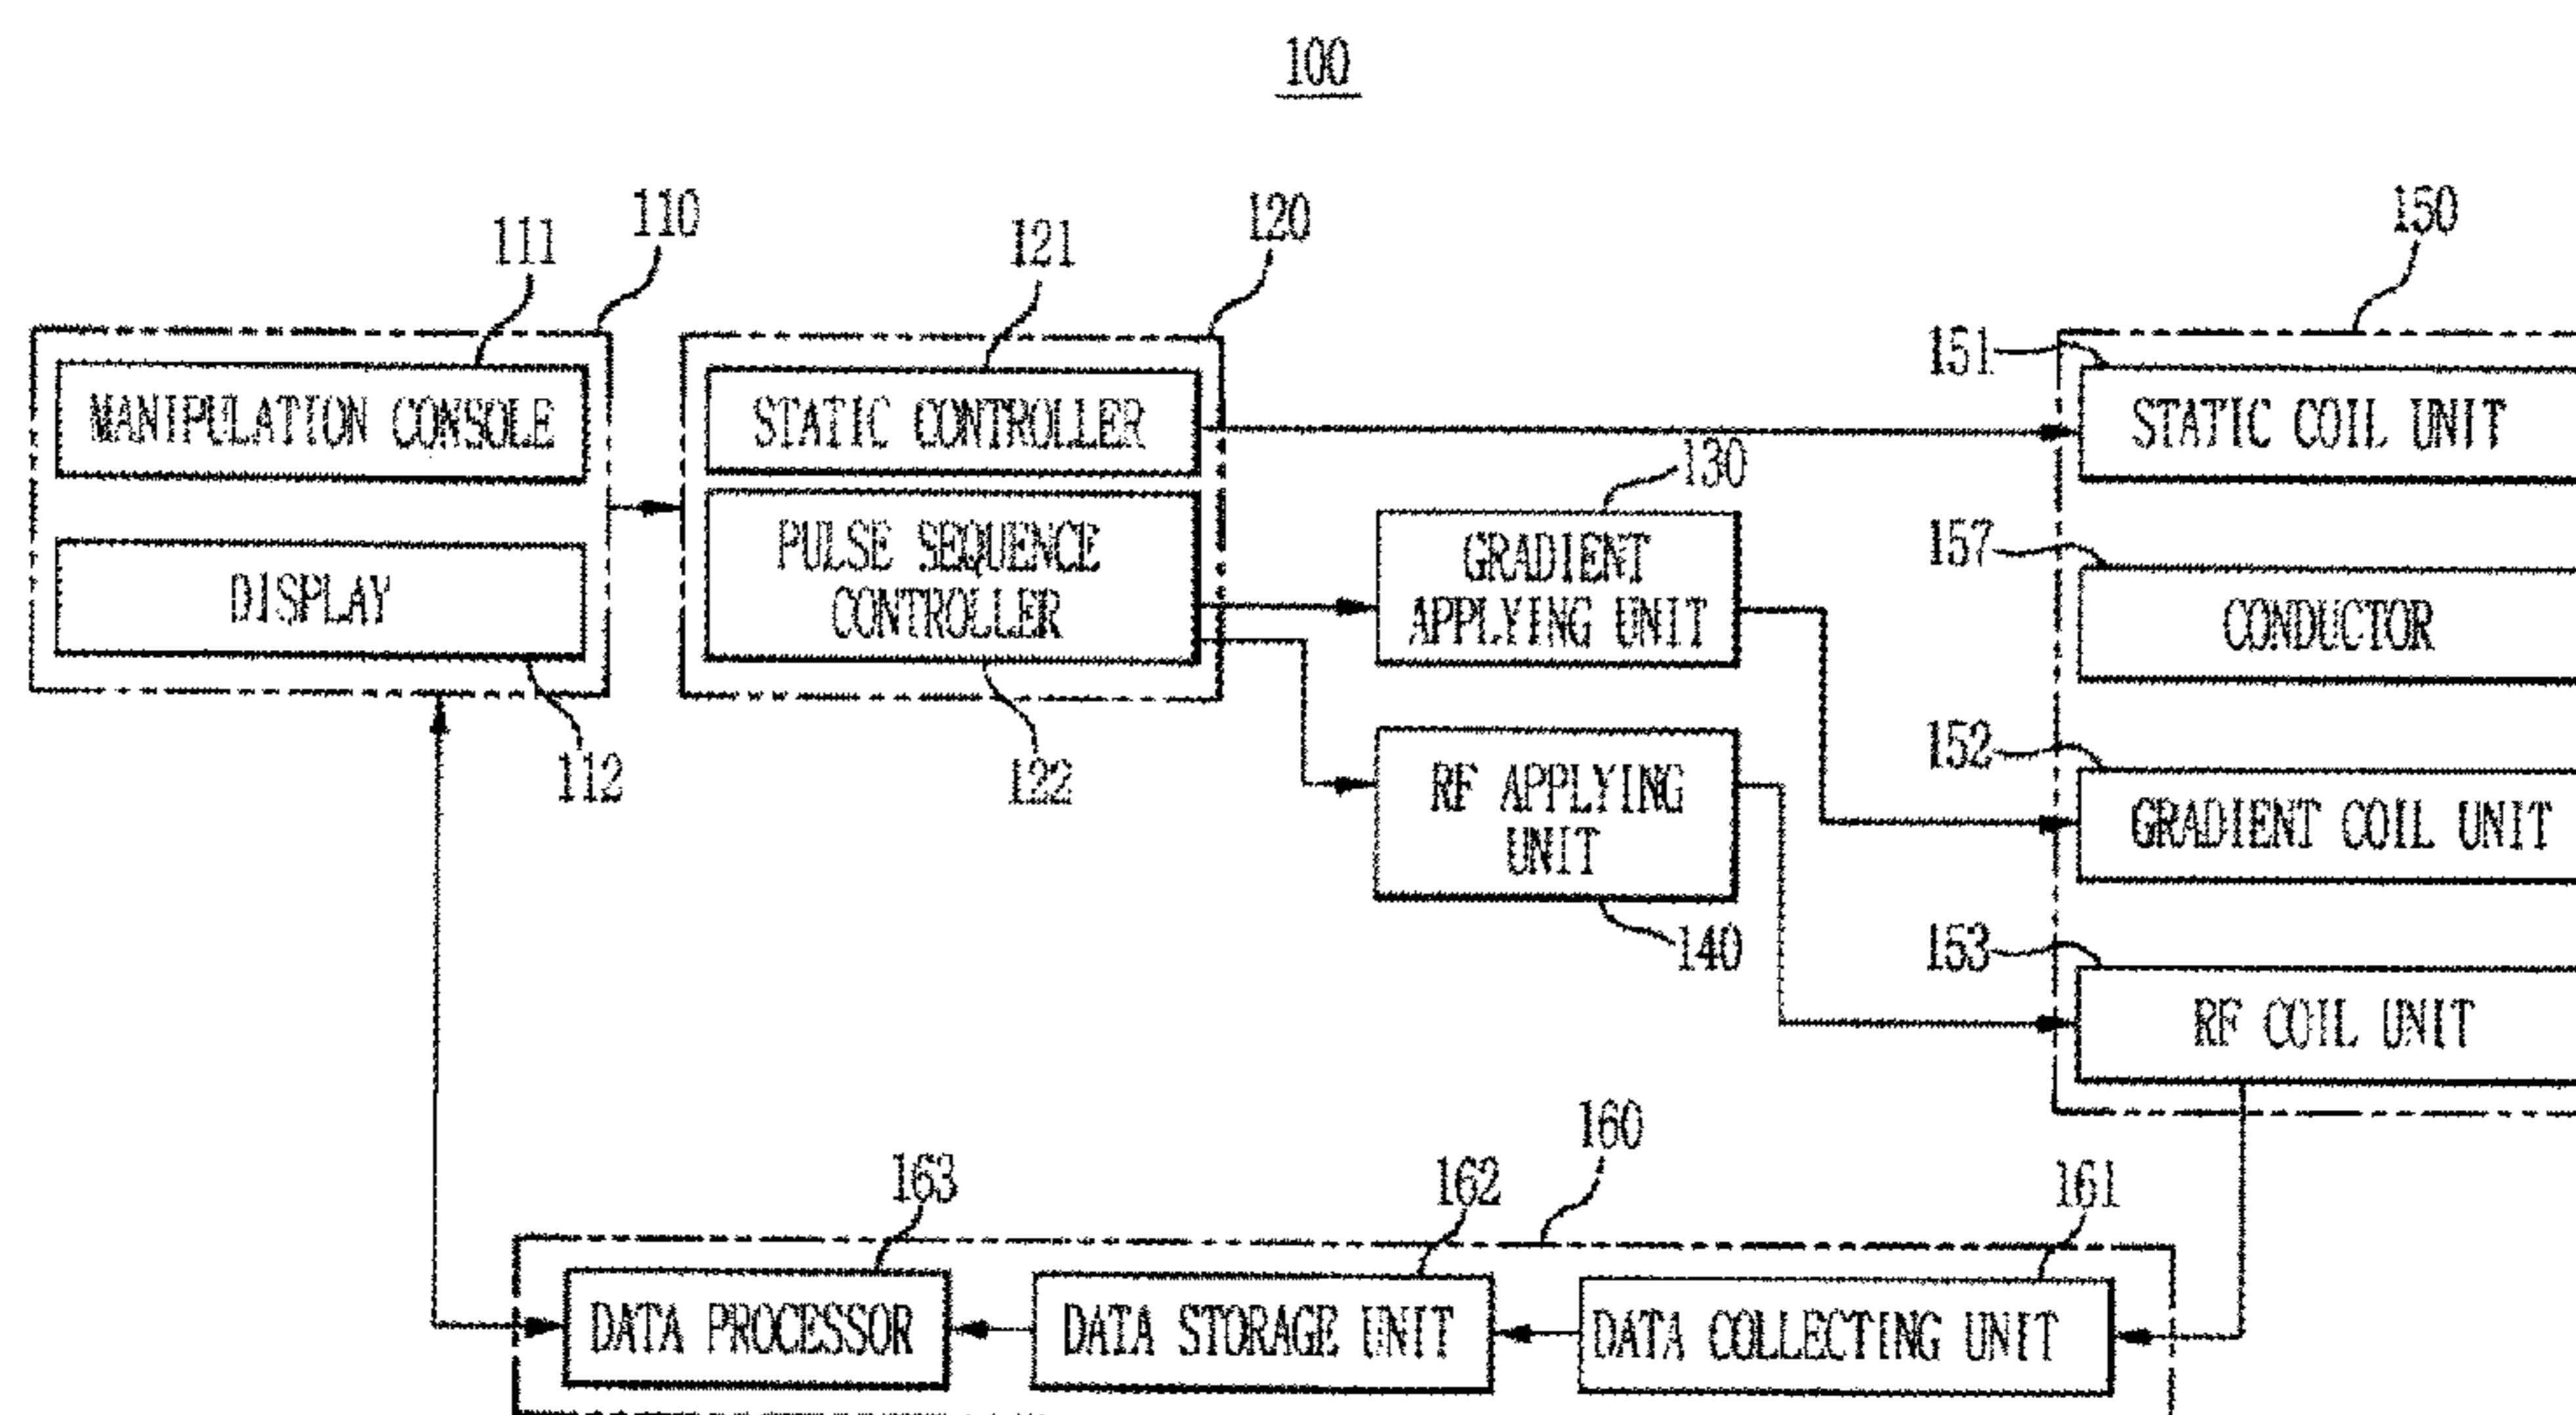 100
110
111
120
121
150
151
MANIPULATION CONSOLE
STATIC CONTROLLER
STATIC COIL UNIT
130
157
PULSE SEQUENCE
CONTROLLER
GRADIENT
APPLYING UNIT
DISPLAY
CONDUCTOR
112
122
152
RF APPLYING
UNIT
GRADIENT COIL UNIT
140
153
RF COIL UNIT
160
163
162
161
DATA PROCESSOR
DATA STORAGE UNIT
DATA COLLECTING UNIT